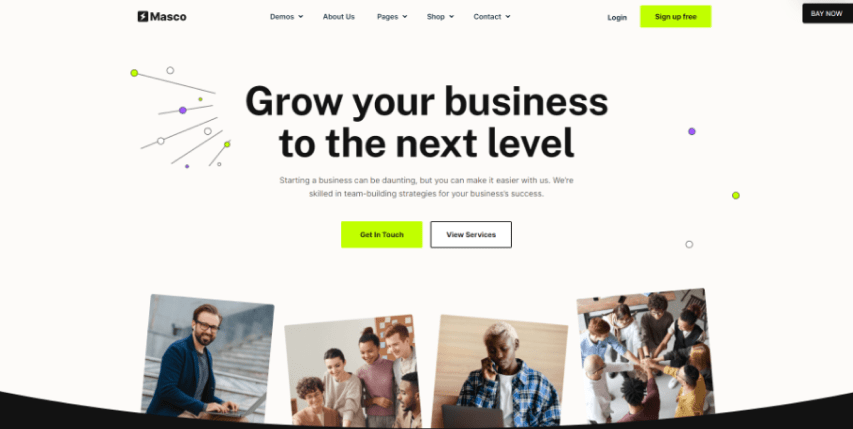 Masco
Demos
About Us
Pages
Shop
Contact
Login
Sign up free
BAY NOW
Grow your business
to the next level
Starting a business can be daunting, but you can make it easier with us. We're
skilled in team-building strategies for your business's success.
Get In Touch
View Services